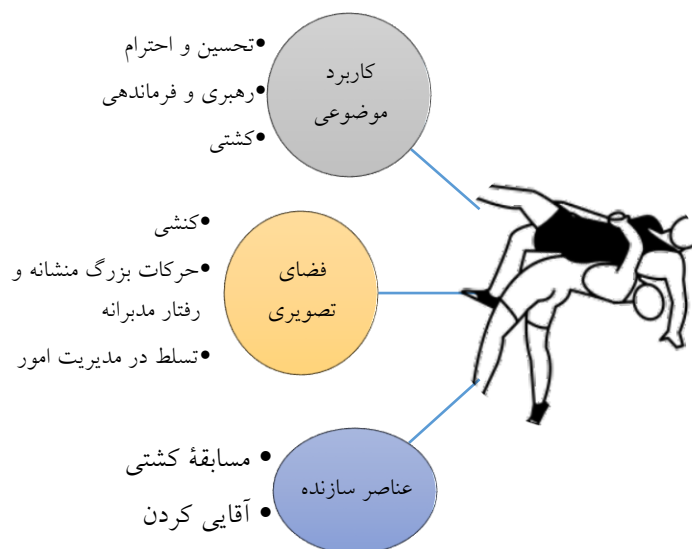 کاربرد
موضوعی
•تحسین و احترام
•رهبری و فرماندهی
•کشتی
فضای
تصویری
•کنشی
•حرکات بزرگ منشانه و
رفتار مدبرانه
•تسلط در مدیریت امور
عناصر سازنده
• مسابقۀ کشتی
• آقایی کردن